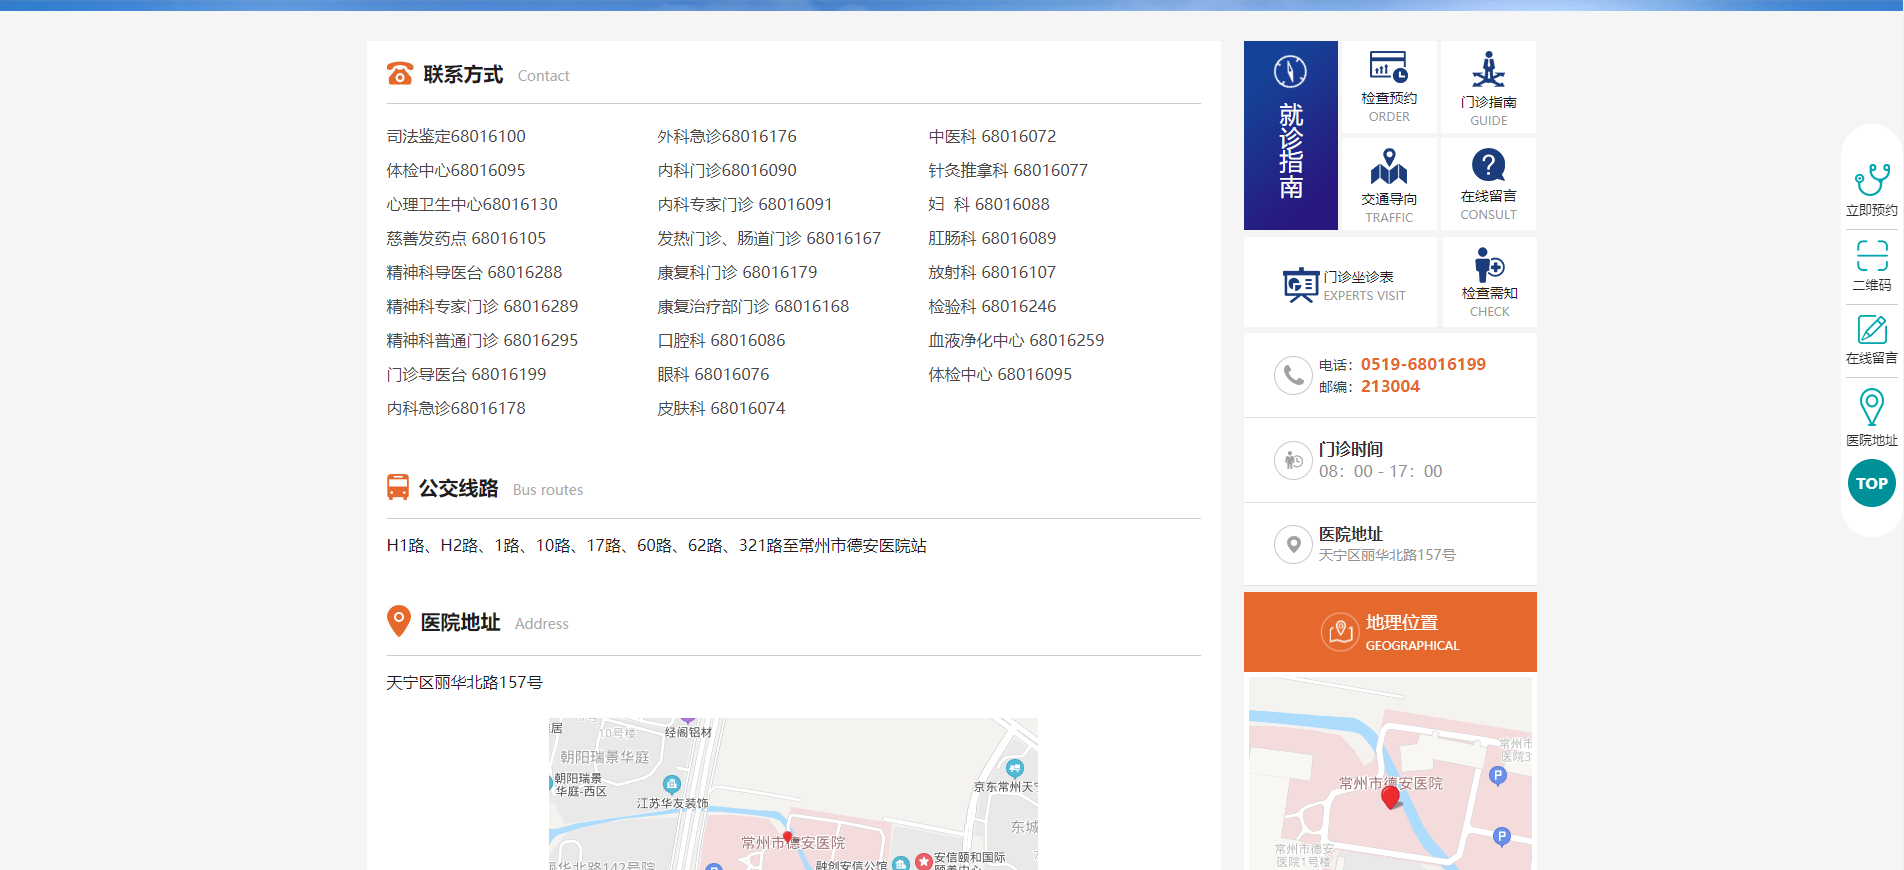 联系方式 Contact
司法鉴定68016100 外科急诊68016176 中医科 68016072
体检中心68016095 内科门诊68016090 针灸推拿科 68016077
心理卫生中心68016130 内科专家门诊 68016091 妇 科 68016088
慈善发药点 68016105 发热门诊、肠道门诊 68016167 肛肠科 68016089
精神科导医台 68016288 康复科门诊 68016179 放射科 68016107
精神科专家门诊 68016289 康复治疗部门诊 68016168 检验科 68016246
精神科普通门诊 68016295 口腔科 68016086 血液净化中心 68016259
门诊导医台 68016199 眼科 68016076 体检中心 68016095
内科急诊68016178 皮肤科 68016074
公交线路 Bus routes
H1路、H2路、1路、10路、17路、60路、62路、321路至常州市德安医院站
医院地址 Address
天宁区丽华北路157号
10号楼
经阁铝材
朝阳瑞景华庭
朝阳瑞景
华庭-西区
江苏华友装饰
京东常州天宁
东城
常州市德安医院
融创安信公馆
安信颐和国际
就诊指南
检查预约
ORDER
门诊指南
GUIDE
交通导向
TRAFFIC
在线留言
CONSULT
门诊坐诊表
EXPERTS VISIT
检查需知
CHECK
电话：0519-68016199
邮编：213004
门诊时间
08：00 - 17：00
医院地址
天宁区丽华北路157号
地理位置
GEOGRAPHICAL
常州市
医院3
P
常州市德安医院
P
常州市德安
医院1号楼
立即预约
二维码
在线留言
医院地址
TOP